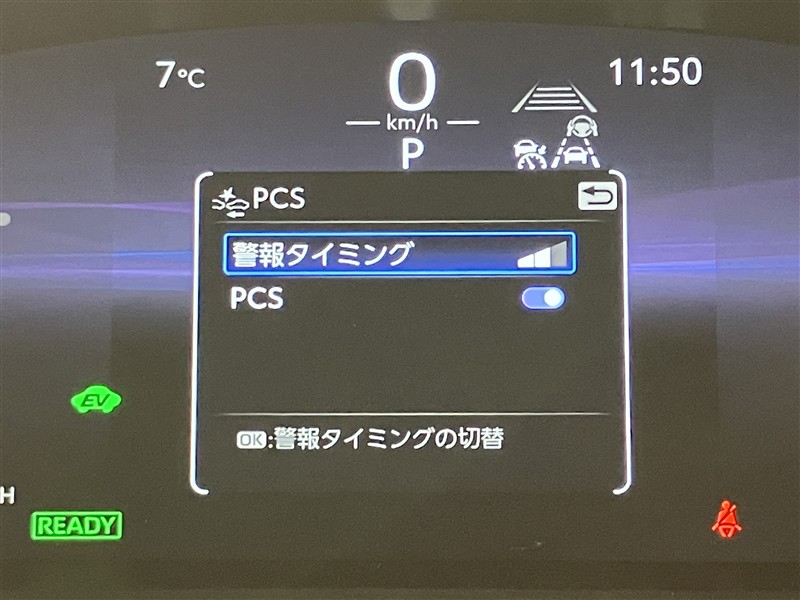 7°C
0
11:50
km/h
P
PCS
警報タイミング
PCS
EV
OK:警報タイミングの切替
H
READY